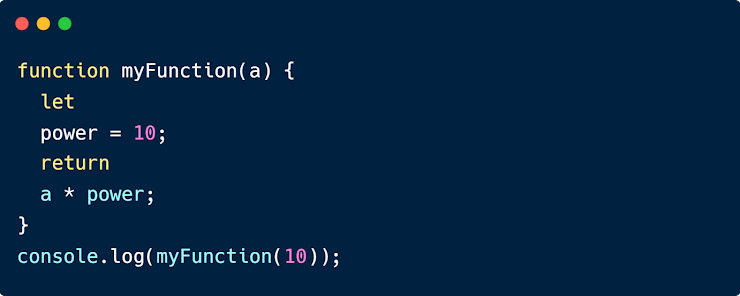 function myFunction(a) {
  let
  power = 10;
  return
  a * power;
}
console.log(myFunction(10));